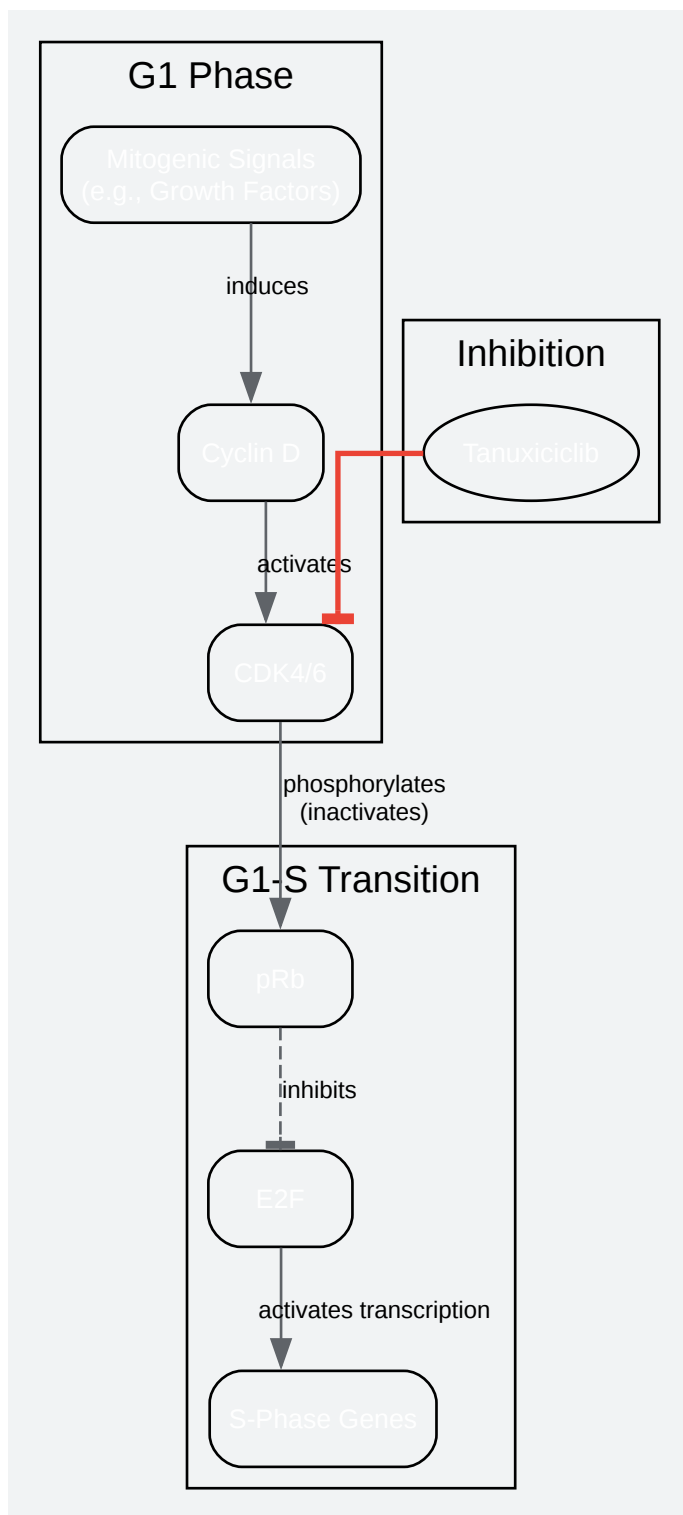 G1 Phase
Mitogenic Signals
(e.g., Growth Factors)
induces
Inhibition
Cyclin D
Tanuxiciclib
activates
CDK4/6
phosphorylates
(inactivates)
G1-S Transition
pRb
inhibits
E2F
activates transcription
S-Phase Genes